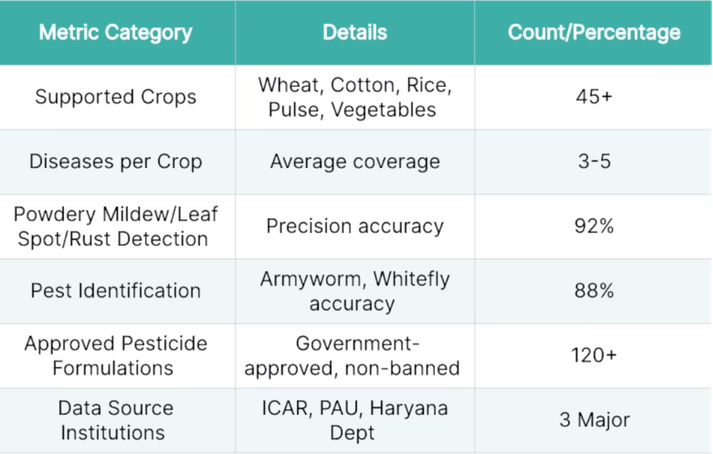 Metric Category Details Count/Percentage
Supported Crops
Wheat, Cotton, Rice,
Pulse, Vegetables
45+
Diseases per Crop Average coverage 3-5
Powdery Mildew/Leaf
Spot/Rust Detection
Precision accuracy
92%
Pest Identification
Armyworm, Whitefly
accuracy
88%
Approved Pesticide
Formulations
Government-
approved, non-banned
120+
Data Source
Institutions
ICAR, PAU, Haryana
Dept
3 Major